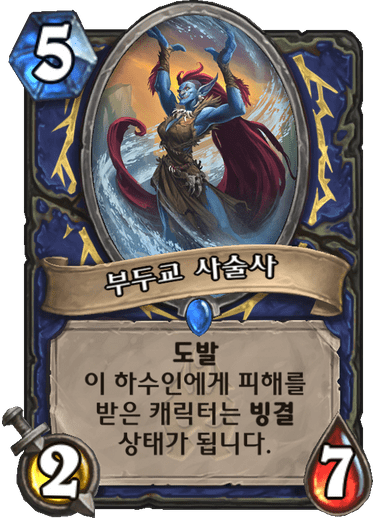 5
부두교 사술사
도발
이 하수인에게 피해를
받은 캐릭터는 빙결
상태가 됩니다.
2
7